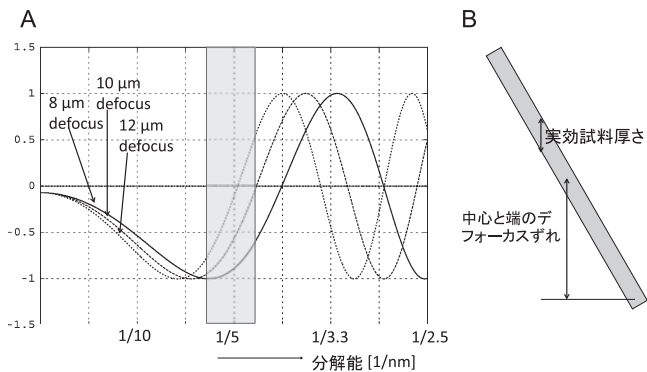 A
B
1.5
1
0.5
0
-0.5
-1
-1.5
10 μm
defocus
8 μm
defocus
12 μm
defocus
1/10
1/5
1/3.3
1/2.5
分解能 [1/nm]
実効試料厚さ
中心と端のデ
フォーカスずれ